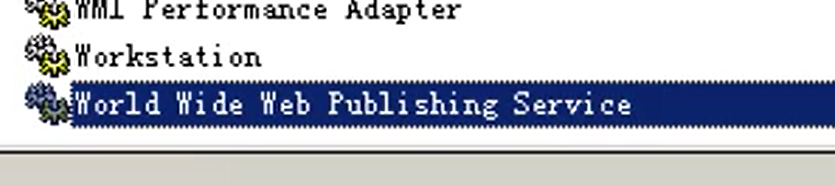 WMI Performance Adapter
Workstation
World Wide Web Publishing Service